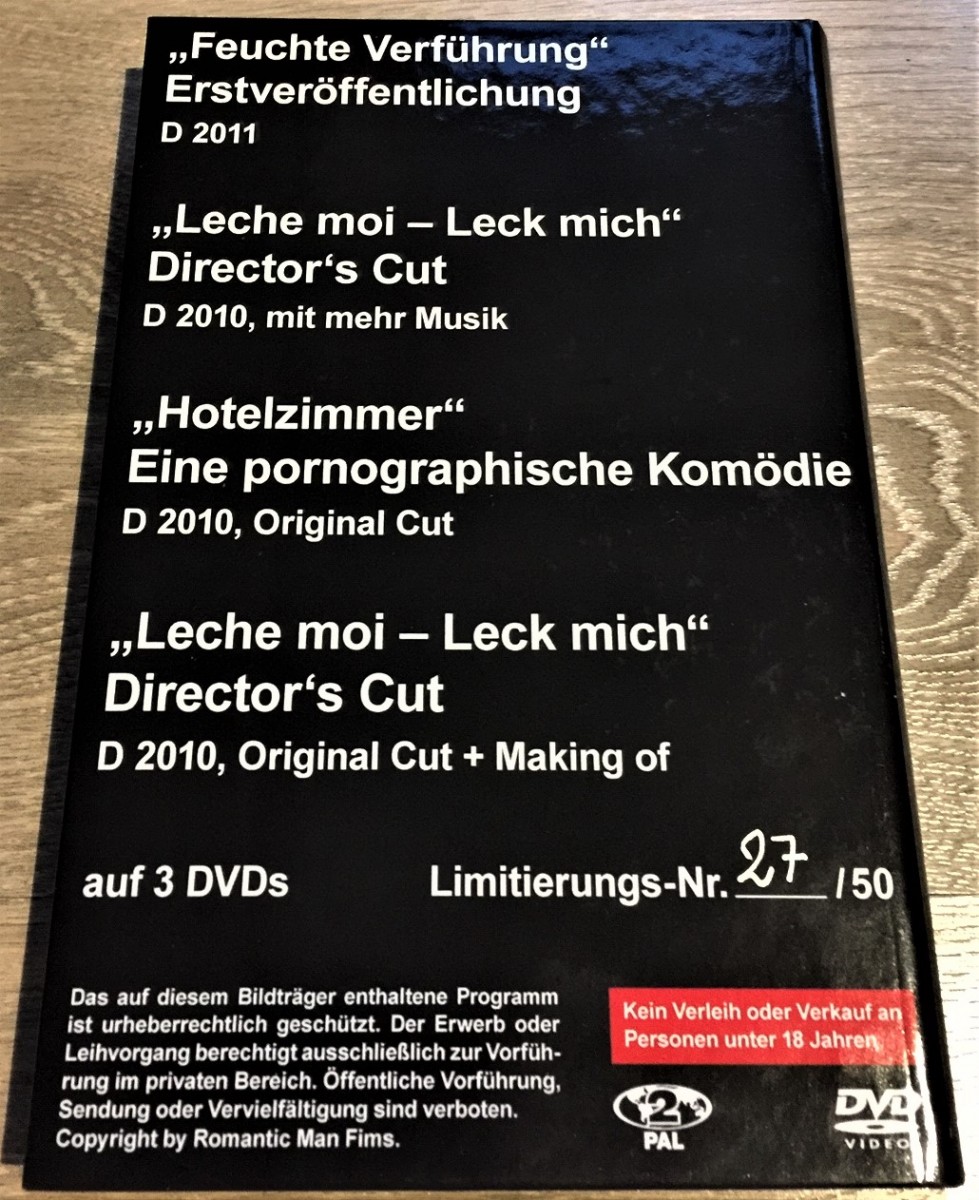 „Feuchte Verführung“
Erstveröffentlichung
D 2011
„Leche moi – Leck mich“
Director‘s Cut
D 2010, mit mehr Musik
„Hotelzimmer“
Eine pornographische Komödie
D 2010, Original Cut
„Leche moi – Leck mich“
Director‘s Cut
D 2010, Original Cut + Making of
auf 3 DVDs
Limitierungs-Nr. 27 / 50
Das auf diesem Bildträger enthaltene Programm
ist urheberrechtlich geschützt. Der Erwerb oder
Leihvorgang berechtigt ausschließlich zur Vorfüh-
rung im privaten Bereich. Öffentliche Vorführung,
Sendung oder Vervielfältigung sind verboten.
Copyright by Romantic Man Fims.
Kein Verleih oder Verkauf an
Personen unter 18 Jahren
2
PAL
DVD
VIDEO